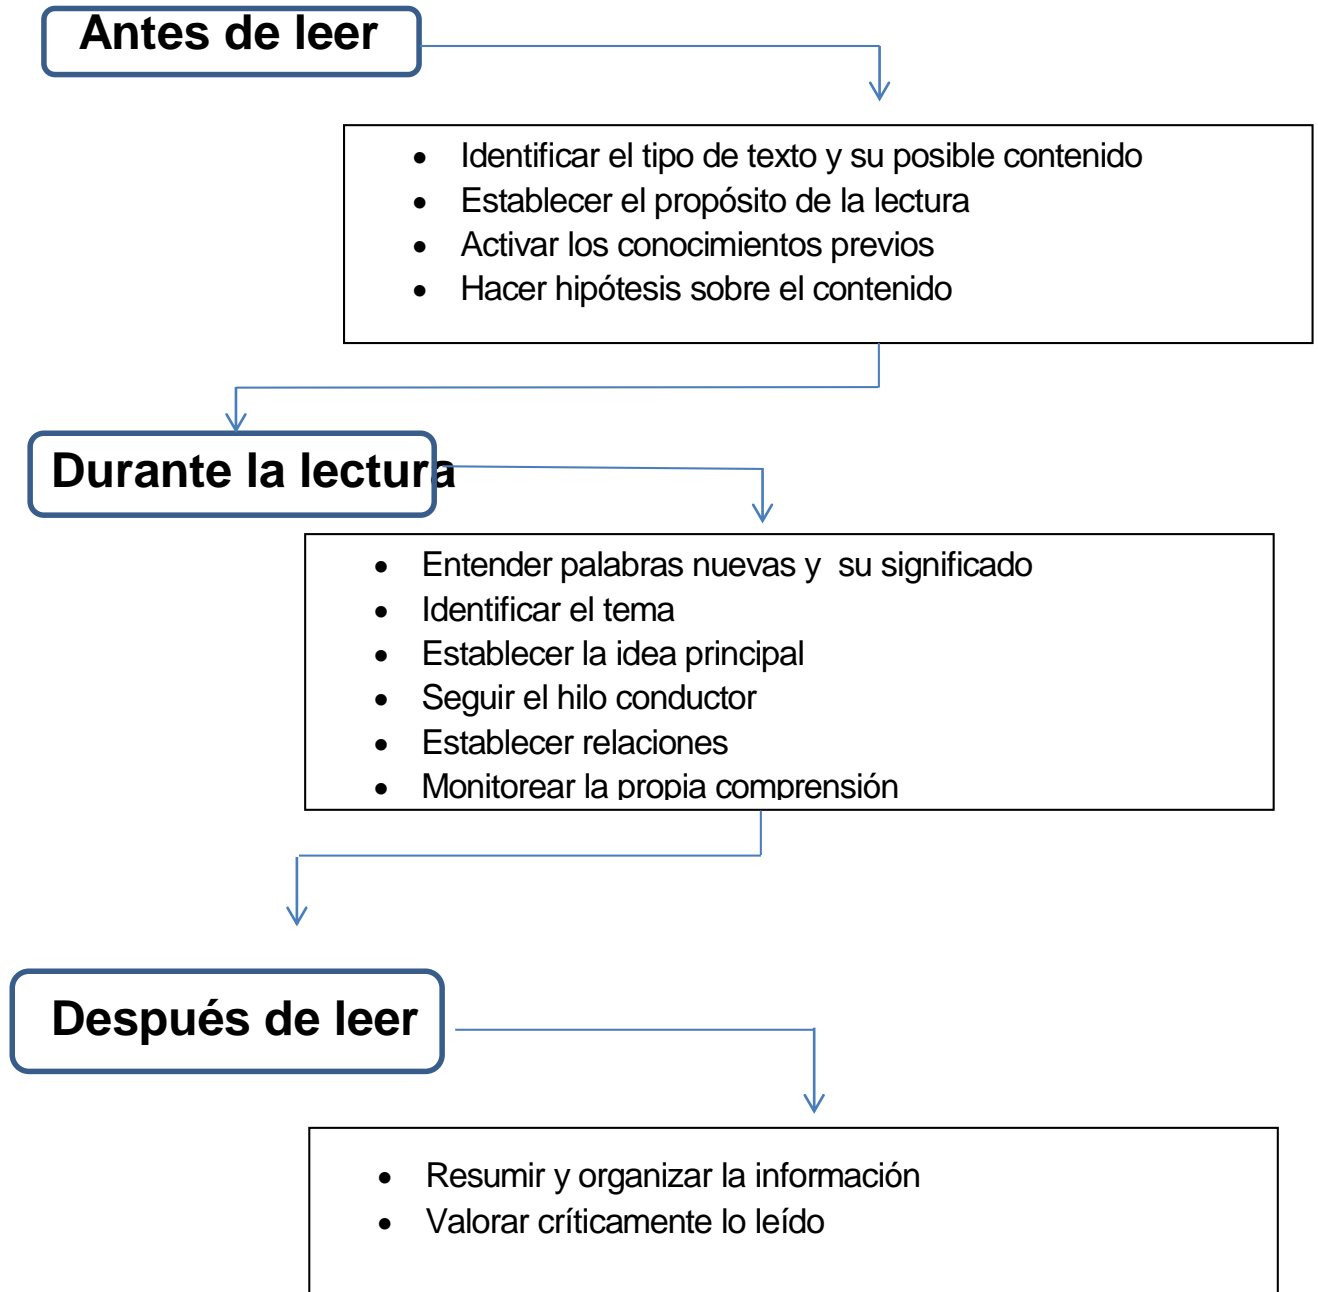 Antes de leer
• Identificar el tipo de texto y su posible contenido
• Establecer el propósito de la lectura
• Activar los conocimientos previos
• Hacer hipótesis sobre el contenido
Durante la lectura
• Entender palabras nuevas y  su significado
• Identificar el tema
• Establecer la idea principal
• Seguir el hilo conductor
• Establecer relaciones
• Monitorear la propia comprensión
Después de leer
• Resumir y organizar la información
• Valorar críticamente lo leído